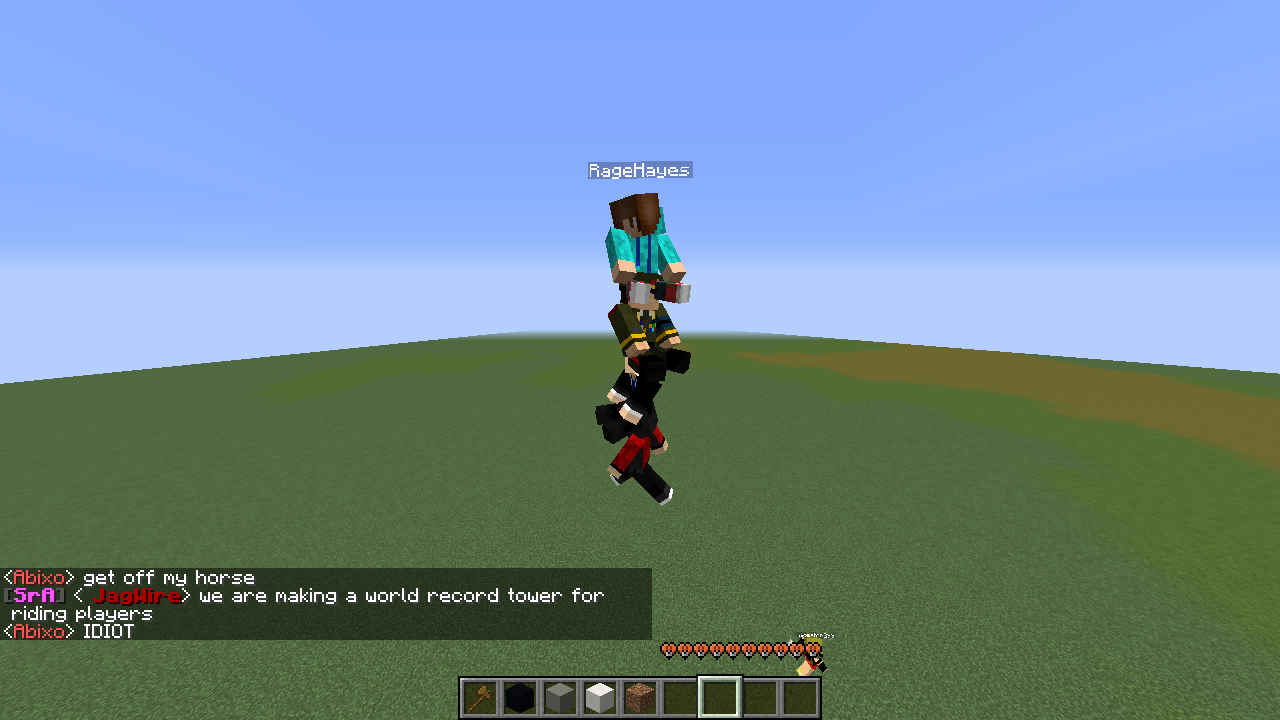 RageHayes
<Abixo> get off my horse
[SrA] < JagWire> we are making a world record tower for
riding players
<Abixo> IDIOT